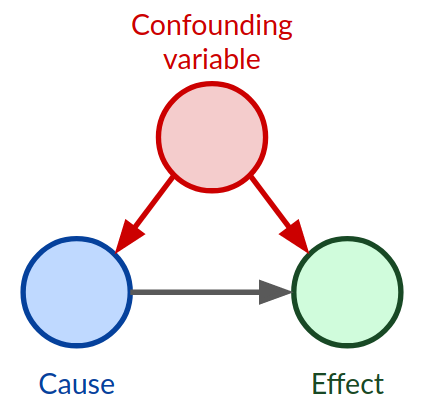 Confounding
variable
Cause
Effect